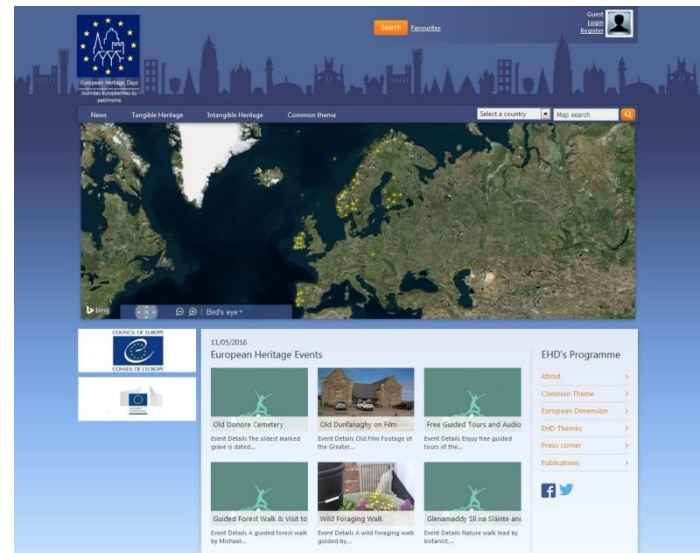 Search Favourites
Guest
Login
Register
European Heritage Days
Journées européennes du
patrimoine
News Tangible Heritage Intangible Heritage Common theme Select a country Map search
bing
N
Bird's eye
COUNCIL OF EUROPE
CONSEIL DE L'EUROPE
11/05/2016
European Heritage Events
Old Donore Cemetery
Event Details The oldest marked
grave is dated...
Old Dunfanaghy on Film
Event Details Old Film Footage of
the Greater...
Free Guided Tours and Audio
Event Details Enjoy free guided
tours of the...
Guided Forest Walk & Visit to
Event Details A guided forest walk
by Michael...
Wild Foraging Walk
Event Details A wild foraging walk
guided by...
Glenamaddy Slí na Sláinte and
Event Details Nature walk lead by
botanist,...
EHD's Programme
About
Common Theme
European Dimension
EHD Themes
Press corner
Publications